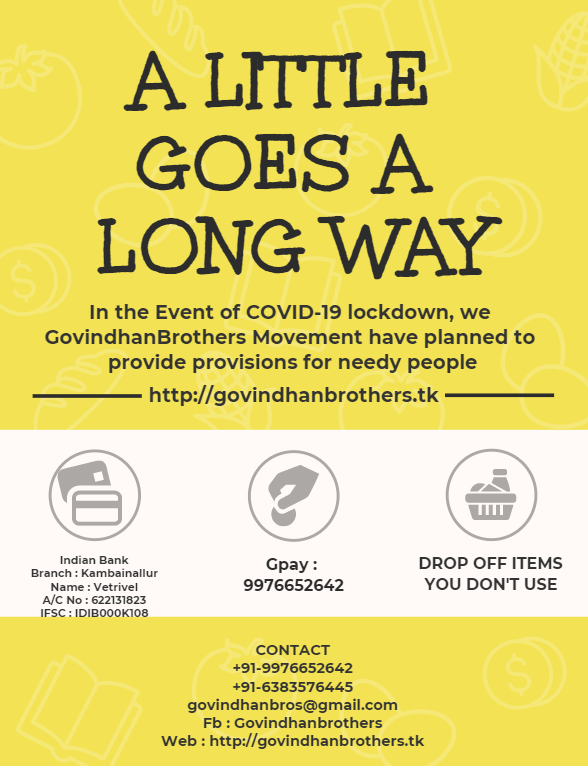 A LITTLE
GOES A
LONG WAY
In the Event of COVID-19 lockdown, we
GovindhanBrothers Movement have planned to
provide provisions for needy people
http://govindhanbrothers.tk
Indian Bank
Branch : Kambainallur
Name : Vetrivel
A/C No : 622131823
IFSC : IDIB000K108
Gpay :
9976652642
DROP OFF ITEMS
YOU DON'T USE
CONTACT
+91-9976652642
+91-6383576445
govindhanbros@gmail.com
Fb : Govindhanbrothers
Web : http://govindhanbrothers.tk